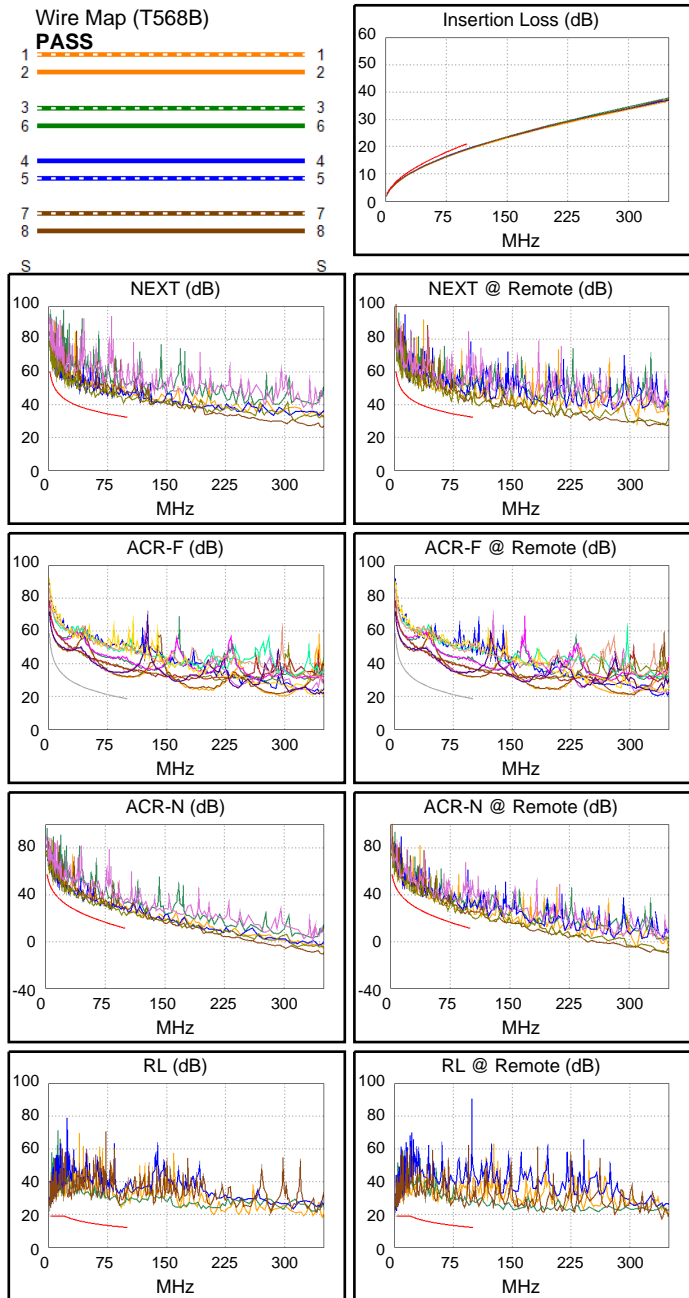 Wire Map (T568B)
PASS
1 1
2 2
3 3
6 6
4 4
5 5
7 7
8 8
S S
Insertion Loss (dB)
60
50
40
30
20
10
0
0 75 150 225 300
MHz
NEXT (dB)
100
80
60
40
20
0
0 75 150 225 300
MHz
NEXT @ Remote (dB)
100
80
60
40
20
0
0 75 150 225 300
MHz
ACR-F (dB)
100
80
60
40
20
0
0 75 150 225 300
MHz
ACR-F @ Remote (dB)
100
80
60
40
20
0
0 75 150 225 300
MHz
ACR-N (dB)
80
40
0
-40
0 75 150 225 300
MHz
ACR-N @ Remote (dB)
80
40
0
-40
0 75 150 225 300
MHz
RL (dB)
100
80
60
40
20
0
0 75 150 225 300
MHz
RL @ Remote (dB)
100
80
60
40
20
0
0 75 150 225 300
MHz